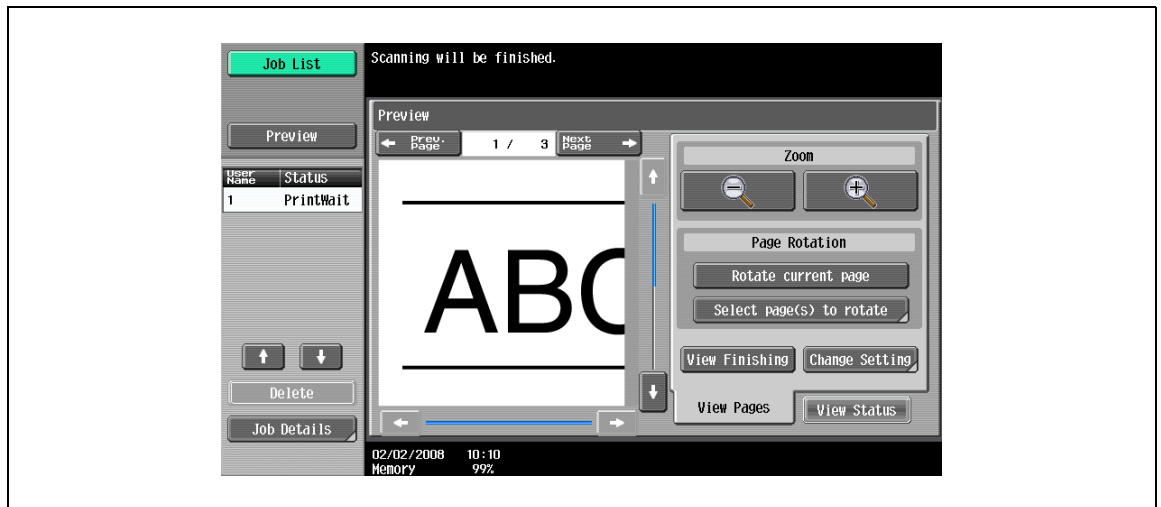 Job List
Scanning will be finished.
Preview
Preview
Prev. Page
1 / 3
Next Page
User Name Status
1 PrintWait
ABC
Zoom
Page Rotation
Rotate current page
Select page(s) to rotate
View Finishing
Change Setting
Delete
View Pages
View Status
Job Details
02/02/2008 10:10
Memory 99%